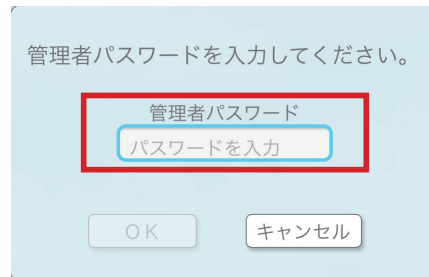 管理者パスワードを入力してください。
管理者パスワード
パスワードを入力
OK
キャンセル